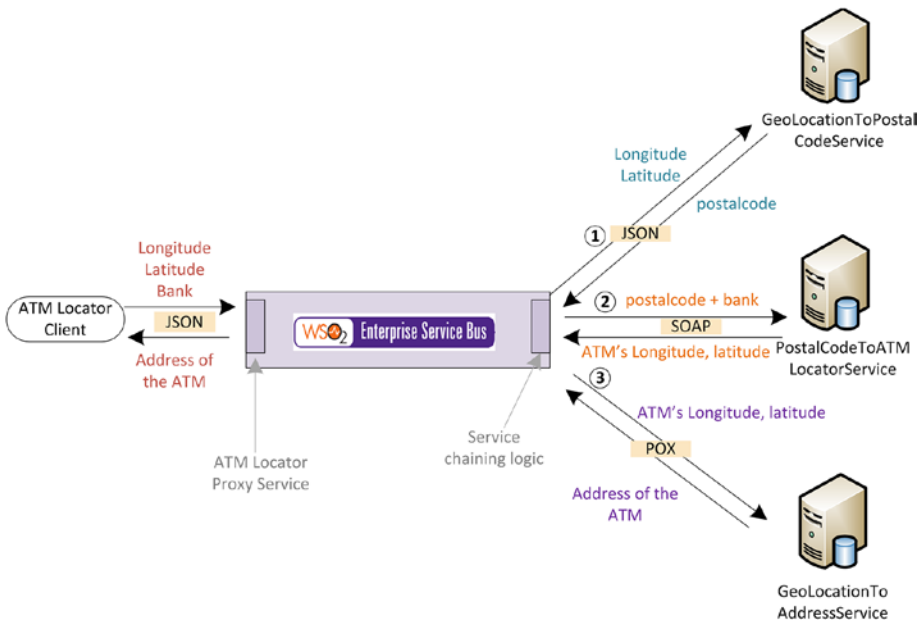 GeoLocationToPostal
CodeService
Longitude
Latitude
postalcode
1
JSON
Longitude
Latitude
Bank
ATM Locator
Client
JSON
Address of
the ATM
WSO2 Enterprise Service Bus
2
postalcode + bank
SOAP
ATM's Longitude, latitude
PostalCodeToATM
LocatorService
3
ATM's Longitude, latitude
POX
Address of the
ATM
Service
chaining logic
ATM Locator
Proxy Service
GeoLocationTo
AddressService